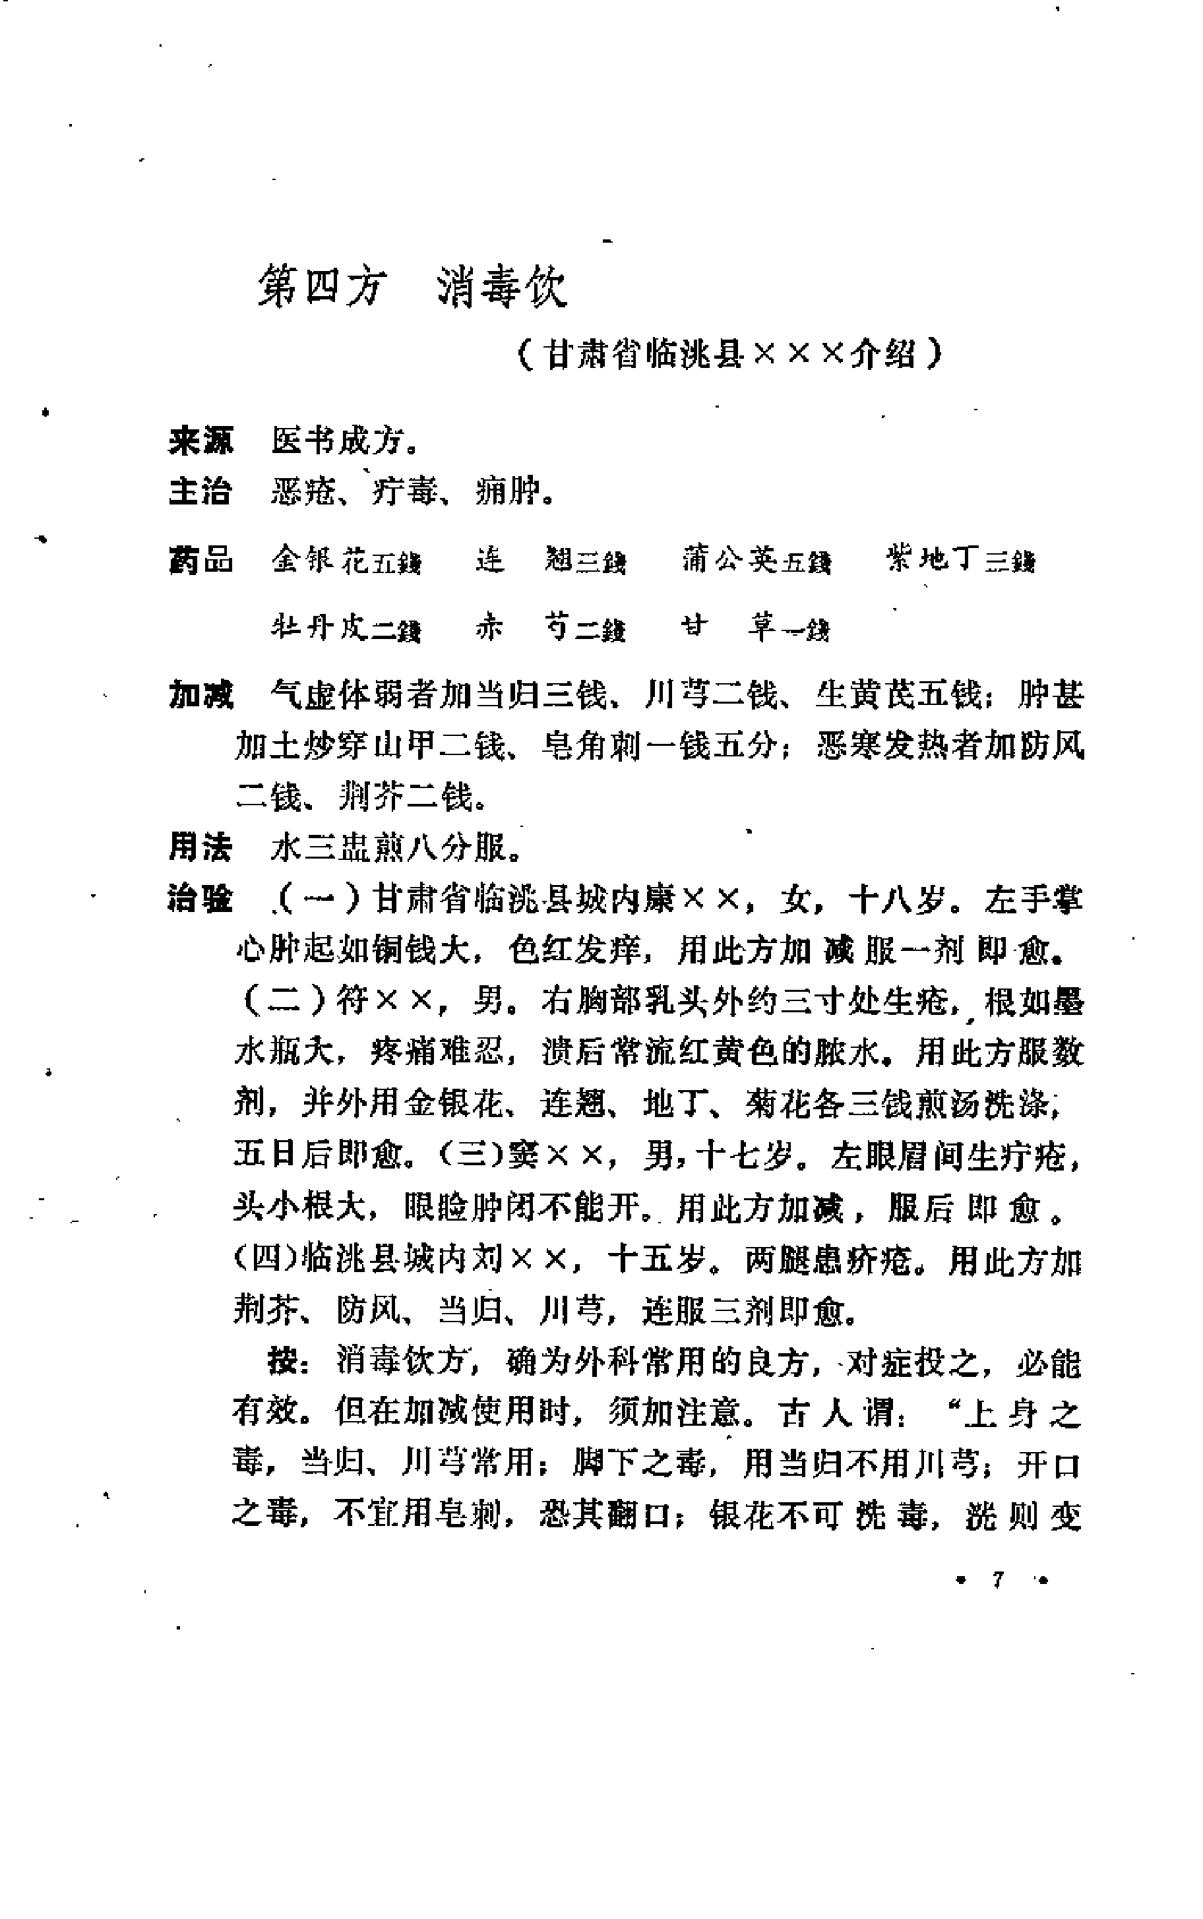 第四方　消毒饮
（甘肃省临洮县×××介绍）
来源　医书成方。
主治　恶疮、疔毒、痈肿。
药品　金银花五錢　连　翘三錢　蒲公英五錢　紫地丁三錢
牡丹皮二錢　赤　芍二錢　甘　草一錢
加减　气虚体弱者加当归三钱、川芎二钱、生黄芪五钱；肿甚
加土炒穿山甲二钱、皂角刺一钱五分；恶寒发热者加防风
二钱、荆芥二钱。
用法　水三盅煎八分服。
治验　（一）甘肃省临洮县城内康××，女，十八岁。左手掌
心肿起如铜钱大，色红发痒，用此方加减服一剂即愈。
（二）符××，男。右胸部乳头外约三寸处生疮，根如墨
水瓶大，疼痛难忍，溃后常流红黄色的脓水。用此方服数
剂，并外用金银花、连翘、地丁、菊花各三钱煎汤洗涤，
五日后即愈。（三）窦××，男，十七岁。左眼眉间生疔疮，
头小根大，眼睑肿闭不能开。用此方加减，服后即愈。
（四）临洮县城内刘××，十五岁。两腿患疥疮。用此方加
荆芥、防风、当归、川芎，连服三剂即愈。
按：消毒饮方，确为外科常用的良方，对症投之，必能
有效。但在加减使用时，须加注意。古人谓：“上身之
毒，当归、川芎常用；脚下之毒，用当归不用川芎；开口
之毒，不宜用皂刺，恐其翻口；银花不可洗毒，洗则变
• 7 •